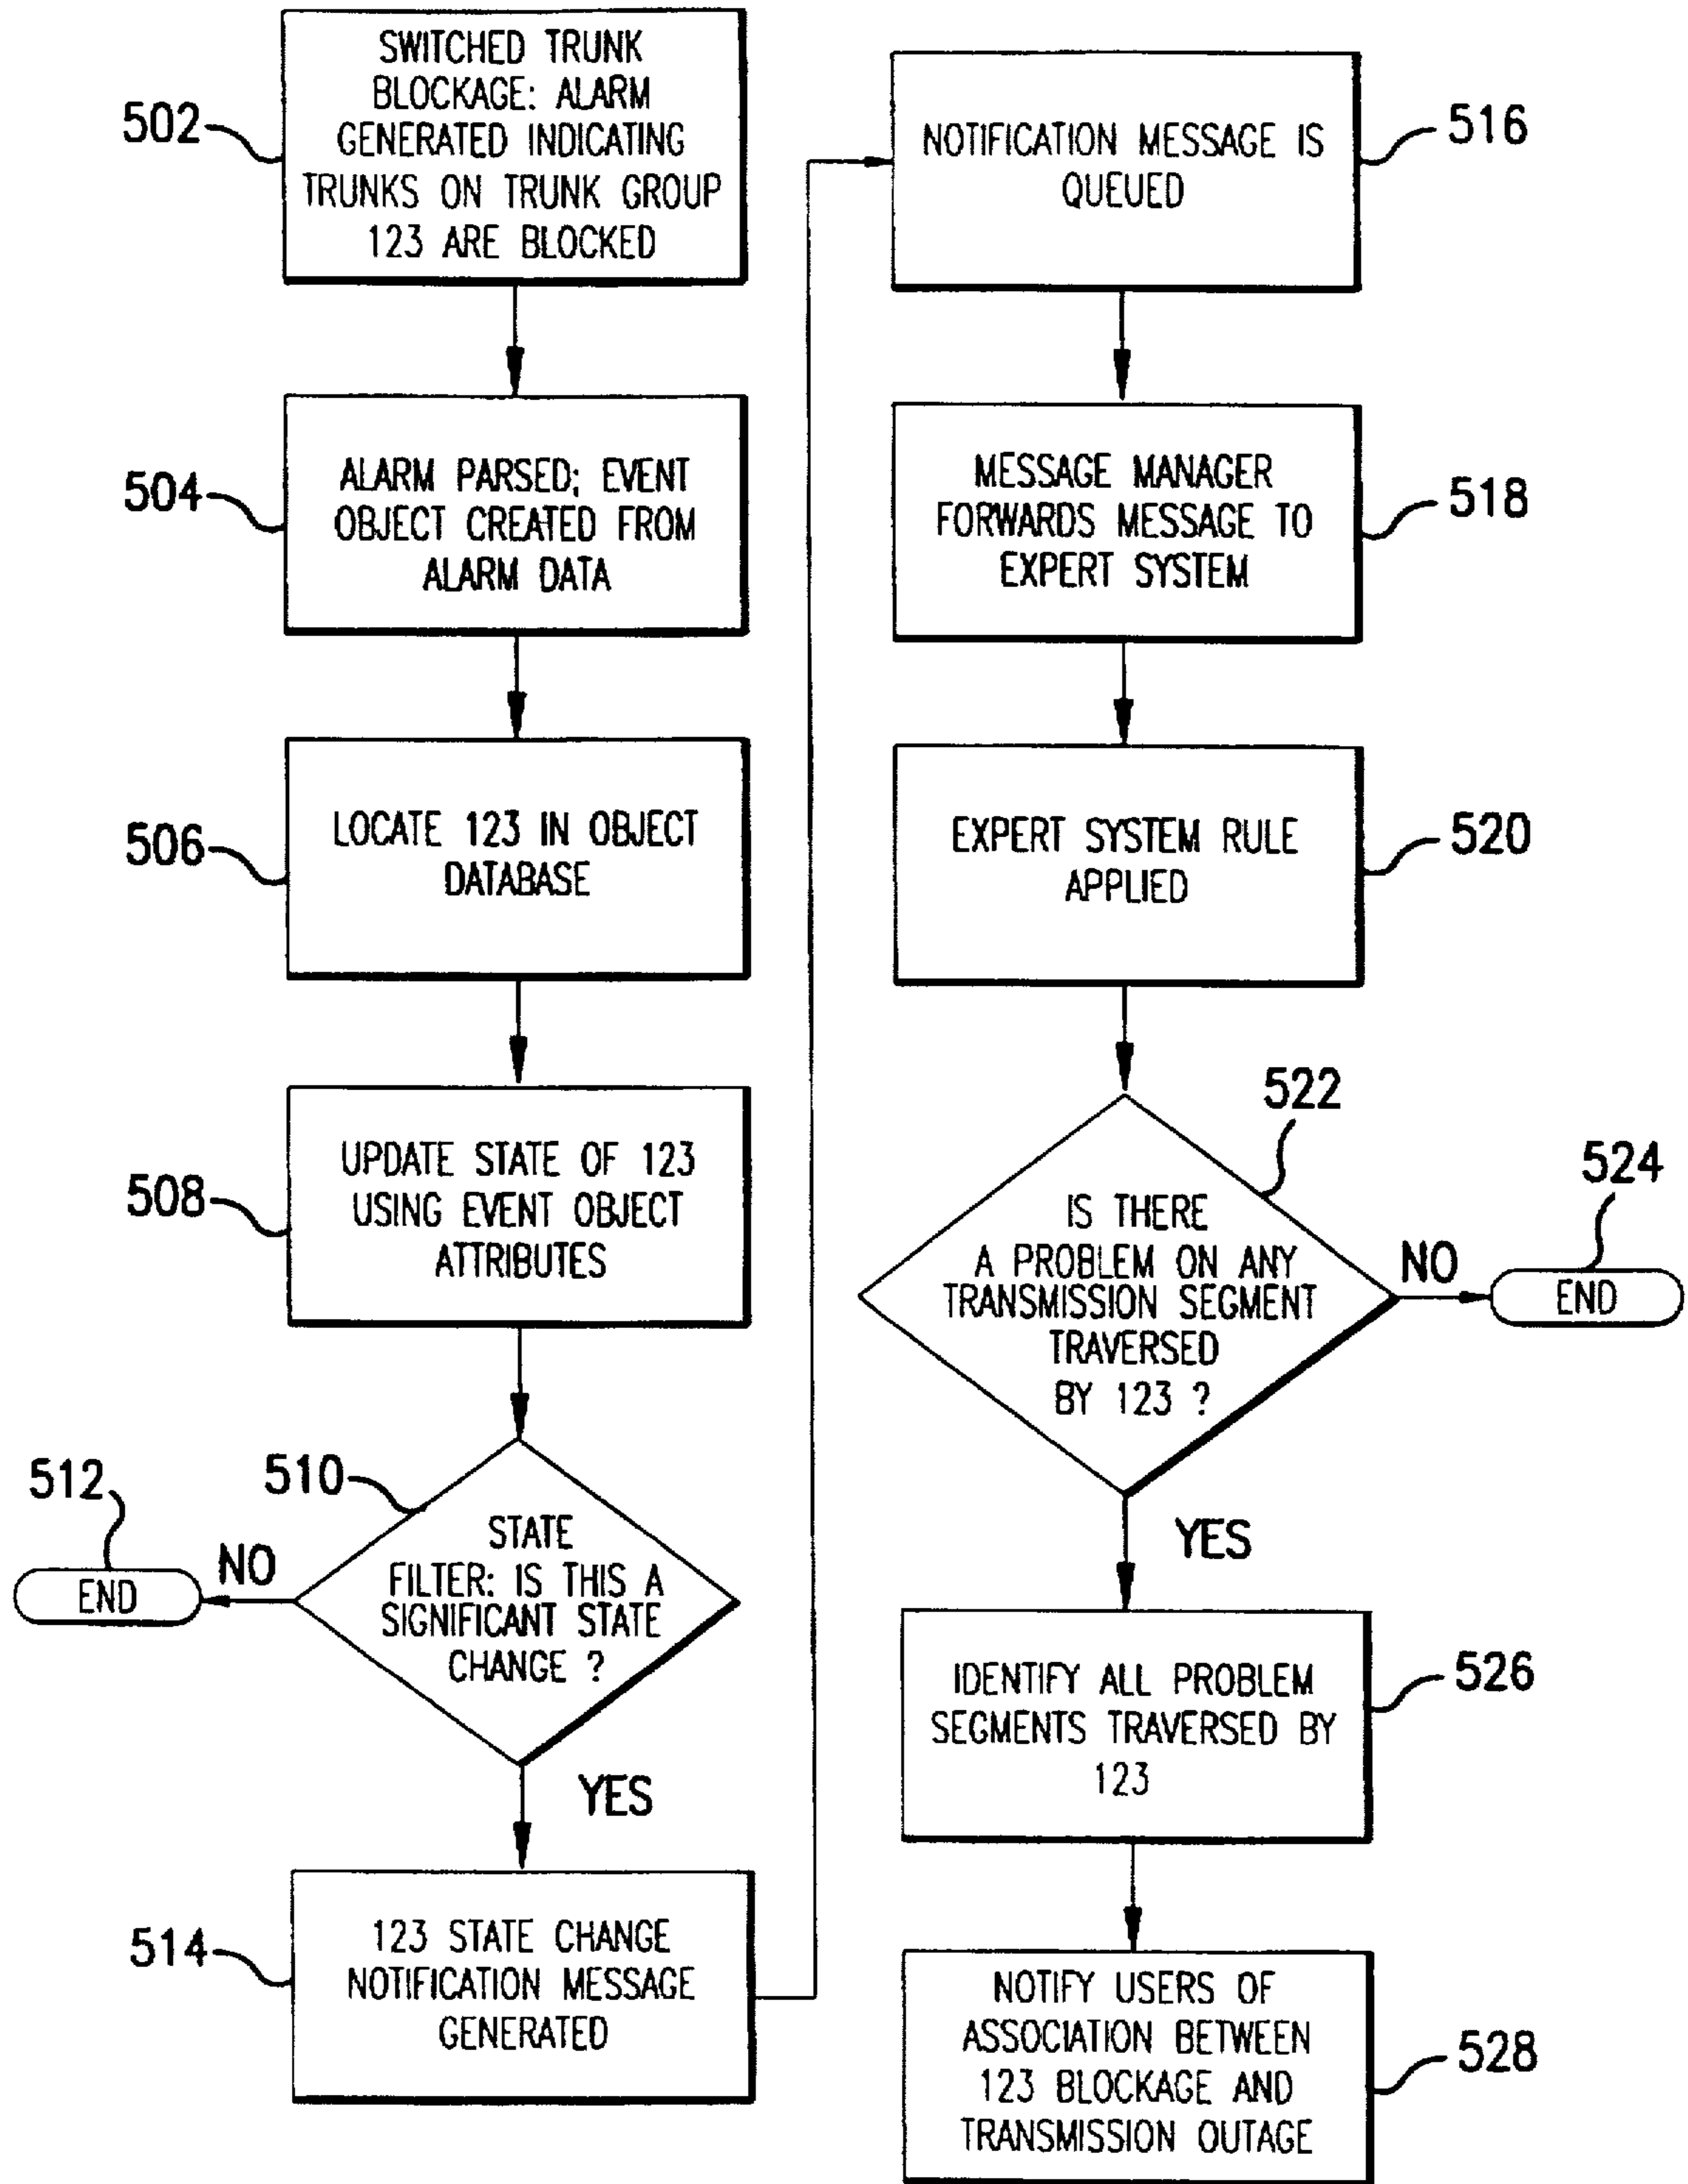 502
SWITCHED TRUNK
BLOCKAGE: ALARM
GENERATED INDICATING
TRUNKS ON TRUNK GROUP
123 ARE BLOCKED
504
ALARM PARSED; EVENT
OBJECT CREATED FROM
ALARM DATA
506
LOCATE 123 IN OBJECT
DATABASE
508
UPDATE STATE OF 123
USING EVENT OBJECT
ATTRIBUTES
510
STATE
FILTER: IS THIS A
SIGNIFICANT STATE
CHANGE ?
NO
512
END
YES
514
123 STATE CHANGE
NOTIFICATION MESSAGE
GENERATED
NOTIFICATION MESSAGE IS
QUEUED
516
MESSAGE MANAGER
FORWARDS MESSAGE TO
EXPERT SYSTEM
518
EXPERT SYSTEM RULE
APPLIED
520
522
IS THERE
A PROBLEM ON ANY
TRANSMISSION SEGMENT
TRAVERSED
BY 123 ?
NO
524
END
YES
IDENTIFY ALL PROBLEM
SEGMENTS TRAVERSED BY
123
526
NOTIFY USERS OF
ASSOCIATION BETWEEN
123 BLOCKAGE AND
TRANSMISSION OUTAGE
528